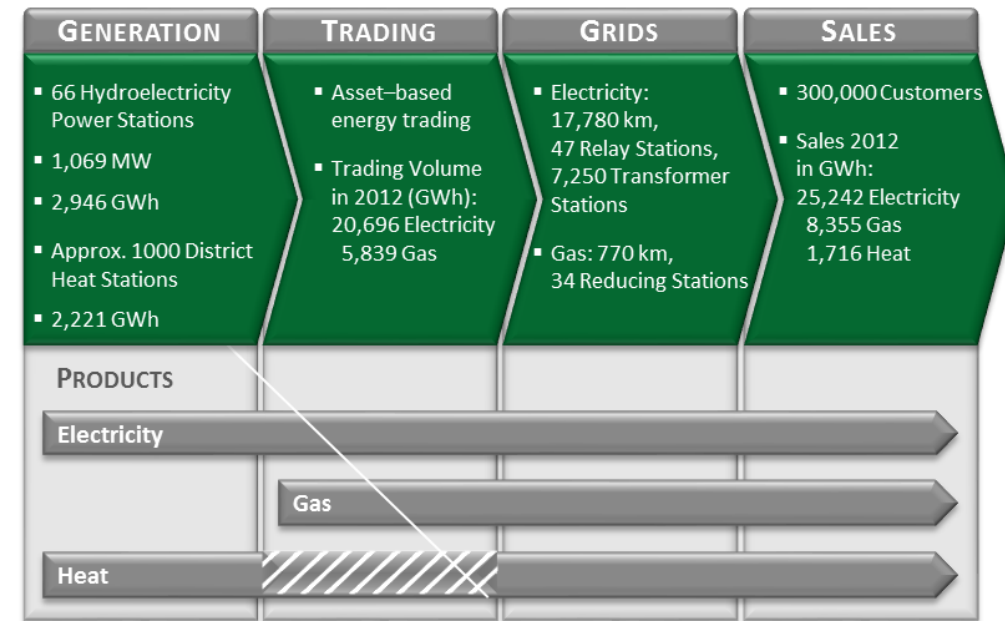 GENERATION
TRADING
GRIDS
SALES
▪ 66 Hydroelectricity
Power Stations
▪ 1,069 MW
▪ 2,946 GWh
▪ Approx. 1000 District
Heat Stations
▪ 2,221 GWh
▪ Asset–based
energy trading
▪ Trading Volume
in 2012 (GWh):
20,696 Electricity
5,839 Gas
▪ Electricity:
17,780 km,
47 Relay Stations,
7,250 Transformer
Stations
▪ Gas: 770 km,
34 Reducing Stations
▪ 300,000 Customers
▪ Sales 2012
in GWh:
25,242 Electricity
8,355 Gas
1,716 Heat
PRODUCTS
Electricity
Gas
Heat